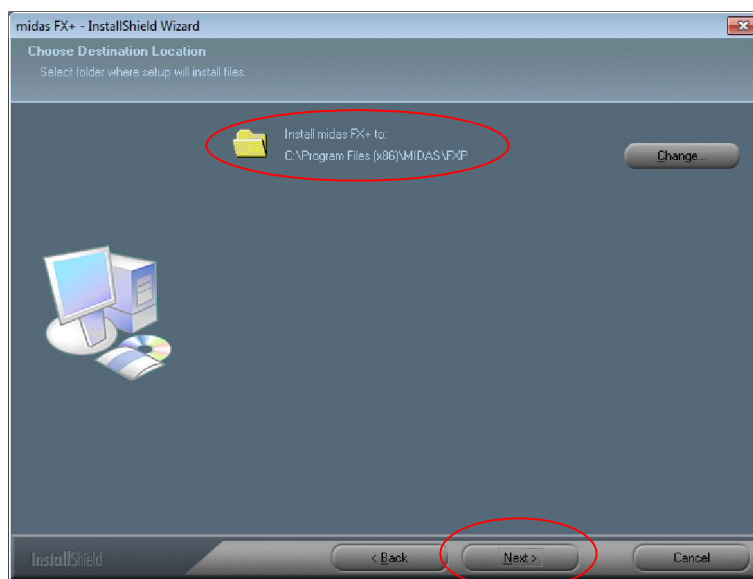 midas FX+ - InstallShield Wizard
Choose Destination Location
Select folder where setup will install files.
Install midas FX+ to:
C:\Program Files (x86)\MIDAS\FXP
Change...
InstallShield
< Back
Next >
Cancel